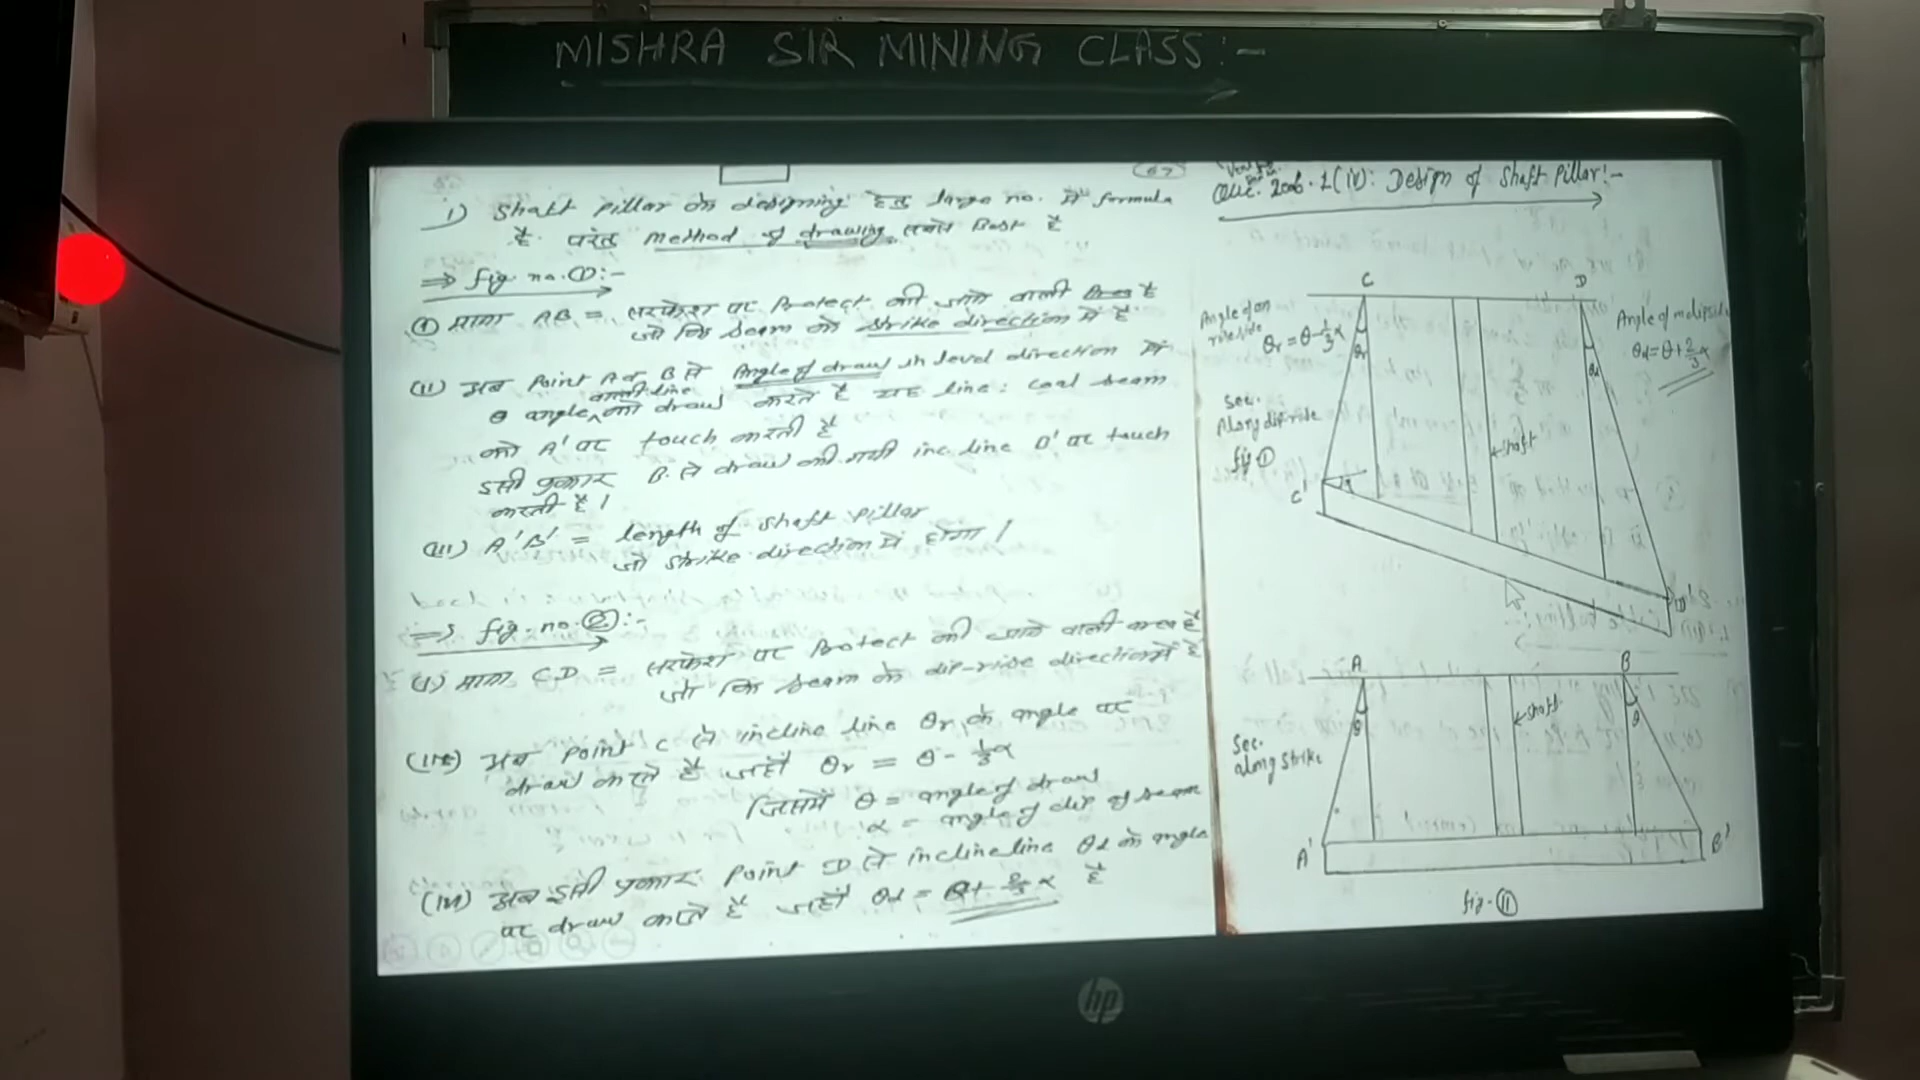 MISHRA SIR MINING CLASS :-
67
1) Shaft pillar के designing हेतु large no. में formula
है परंतु method of drawing सबसे Best है
⇒ fig. no. ① :-
① माना AB = सरफेश पर Protect की जाने वाली है
जो कि seam के strike direction में है
(ii) अब Point A व B से Angle of draw in level direction में
वाली line
θ angle को draw करते है यह line: coal seam
को A' पर touch करती है
इसी प्रकार B से draw की गयी inc line B' पर touch
करती है।
(iii) A'B' = length of shaft pillar
जो strike direction में होगा।
⇒ fig. no. ② :-
(i) माना CD = सरफेश पर Protect की जाने वाली area है
जो कि seam के dip-rise direction में है
अब Point C से incline line θr के angle पर
draw करते है जहाँ θr = θ - 1/3 α
जिसमें θ = angle of draw
α = angle of dip of seam
अब इसी प्रकार Point D से incline line θd के angle
पर draw करते है जहाँ θd = θ + 2/3 α है
Que. 2006. 1(iv): Design of Shaft Pillar:-
C
D
Angle of
rise side
θr = θ - 1/3 α
θr
θd
Angle of
θd = θ + 2/3 α
Sec.
Along dip rise
fig ①
← shaft
C'
α
D'
A
B
θ
θ
← shaft
Sec.
along strike
A'
B'
fig - ⑪
hp